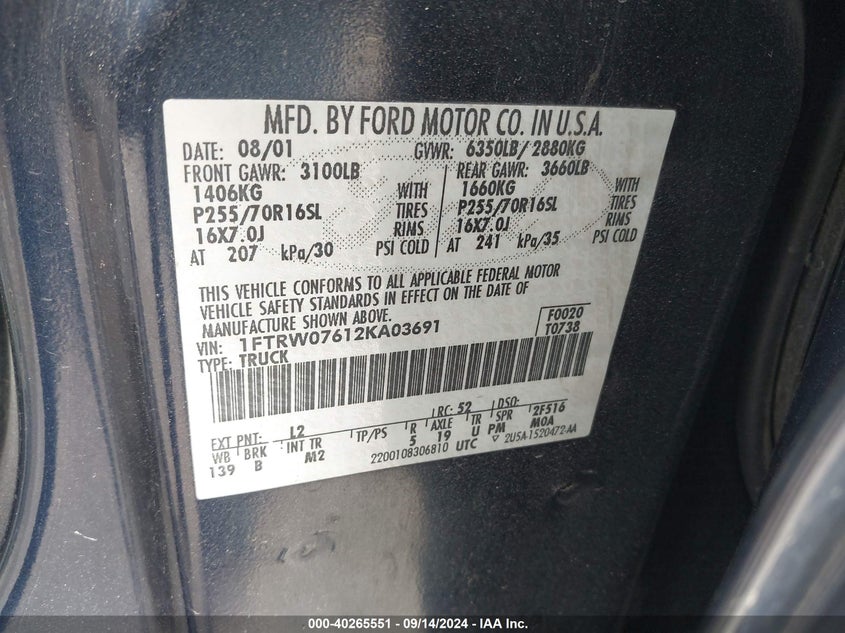 MFD. BY FORD MOTOR CO. IN U.S.A.
DATE: 08/01 GVWR: 6350LB/ 2880KG
FRONT GAWR: 3100LB REAR GAWR: 3660LB
1406KG WITH 1660KG WITH
P255/70R16SL TIRES P255/70R16SL TIRES
16X7.0J RIMS 16X7.0J RIMS
AT 207 kPa/30 PSI COLD AT 241 kPa/35 PSI COLD
THIS VEHICLE CONFORMS TO ALL APPLICABLE FEDERAL MOTOR
VEHICLE SAFETY STANDARDS IN EFFECT ON THE DATE OF
MANUFACTURE SHOWN ABOVE.
VIN: 1FTRW07612KA03691 F0020
TYPE: TRUCK T0738
EXT PNT: L2 RC: 52 DSO: 2F516
WB BRK INT TR TP/PS R AXLE TR SPR
139 B M2 5 19 U PM M0A
2200108306810 UTC 2U5A-1520472-AA
000-40265551 - 09/14/2024 - IAA Inc.